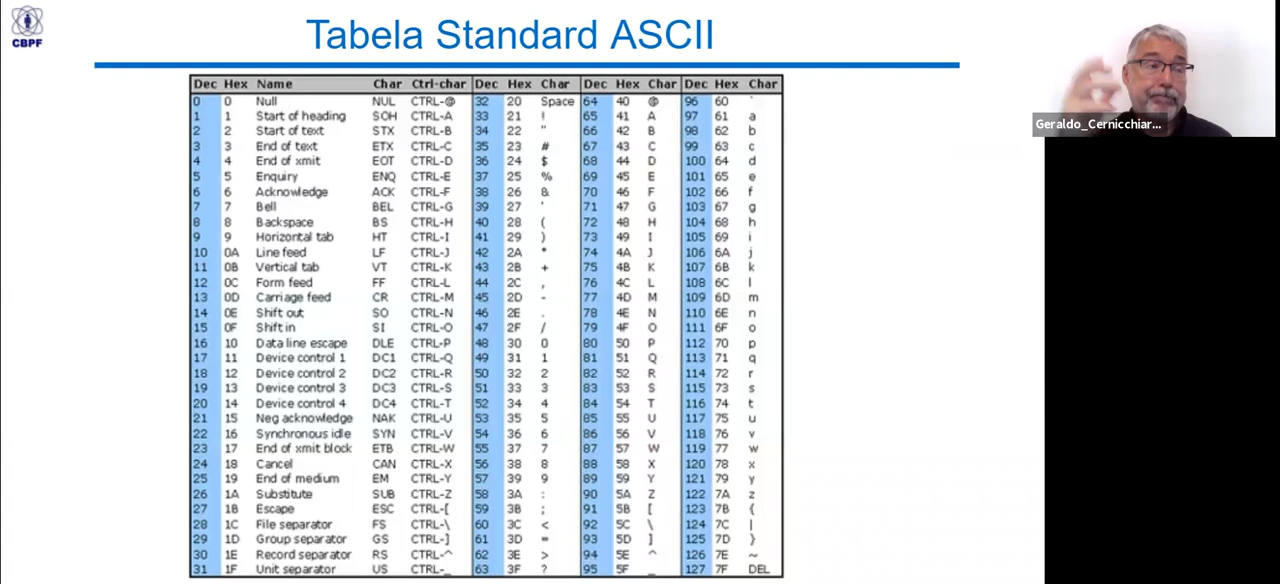 CBPF
Tabela Standard ASCII
Geraldo_Cernicchiar...
Dec Hex Name Char Ctrl-char Dec Hex Char Dec Hex Char Dec Hex Char
0 0 Null NUL CTRL-@ 32 20 Space 64 40 @ 96 60 `
1 1 Start of heading SOH CTRL-A 33 21 ! 65 41 A 97 61 a
2 2 Start of text STX CTRL-B 34 22 " 66 42 B 98 62 b
3 3 End of text ETX CTRL-C 35 23 # 67 43 C 99 63 c
4 4 End of xmit EOT CTRL-D 36 24 $ 68 44 D 100 64 d
5 5 Enquiry ENQ CTRL-E 37 25 % 69 45 E 101 65 e
6 6 Acknowledge ACK CTRL-F 38 26 & 70 46 F 102 66 f
7 7 Bell BEL CTRL-G 39 27 ' 71 47 G 103 67 g
8 8 Backspace BS CTRL-H 40 28 ( 72 48 H 104 68 h
9 9 Horizontal tab HT CTRL-I 41 29 ) 73 49 I 105 69 i
10 0A Line feed LF CTRL-J 42 2A * 74 4A J 106 6A j
11 0B Vertical tab VT CTRL-K 43 2B + 75 4B K 107 6B k
12 0C Form feed FF CTRL-L 44 2C , 76 4C L 108 6C l
13 0D Carriage feed CR CTRL-M 45 2D - 77 4D M 109 6D m
14 0E Shift out SO CTRL-N 46 2E . 78 4E N 110 6E n
15 0F Shift in SI CTRL-O 47 2F / 79 4F O 111 6F o
16 10 Data line escape DLE CTRL-P 48 30 0 80 50 P 112 70 p
17 11 Device control 1 DC1 CTRL-Q 49 31 1 81 51 Q 113 71 q
18 12 Device control 2 DC2 CTRL-R 50 32 2 82 52 R 114 72 r
19 13 Device control 3 DC3 CTRL-S 51 33 3 83 53 S 115 73 s
20 14 Device control 4 DC4 CTRL-T 52 34 4 84 54 T 116 74 t
21 15 Neg acknowledge NAK CTRL-U 53 35 5 85 55 U 117 75 u
22 16 Synchronous idle SYN CTRL-V 54 36 6 86 56 V 118 76 v
23 17 End of xmit block ETB CTRL-W 55 37 7 87 57 W 119 77 w
24 18 Cancel CAN CTRL-X 56 38 8 88 58 X 120 78 x
25 19 End of medium EM CTRL-Y 57 39 9 89 59 Y 121 79 y
26 1A Substitute SUB CTRL-Z 58 3A : 90 5A Z 122 7A z
27 1B Escape ESC CTRL-[ 59 3B ; 91 5B [ 123 7B {
28 1C File separator FS CTRL-\ 60 3C < 92 5C \ 124 7C |
29 1D Group separator GS CTRL-] 61 3D = 93 5D ] 125 7D }
30 1E Record separator RS CTRL-^ 62 3E > 94 5E ^ 126 7E ~
31 1F Unit separator US CTRL-_ 63 3F ? 95 5F _ 127 7F DEL